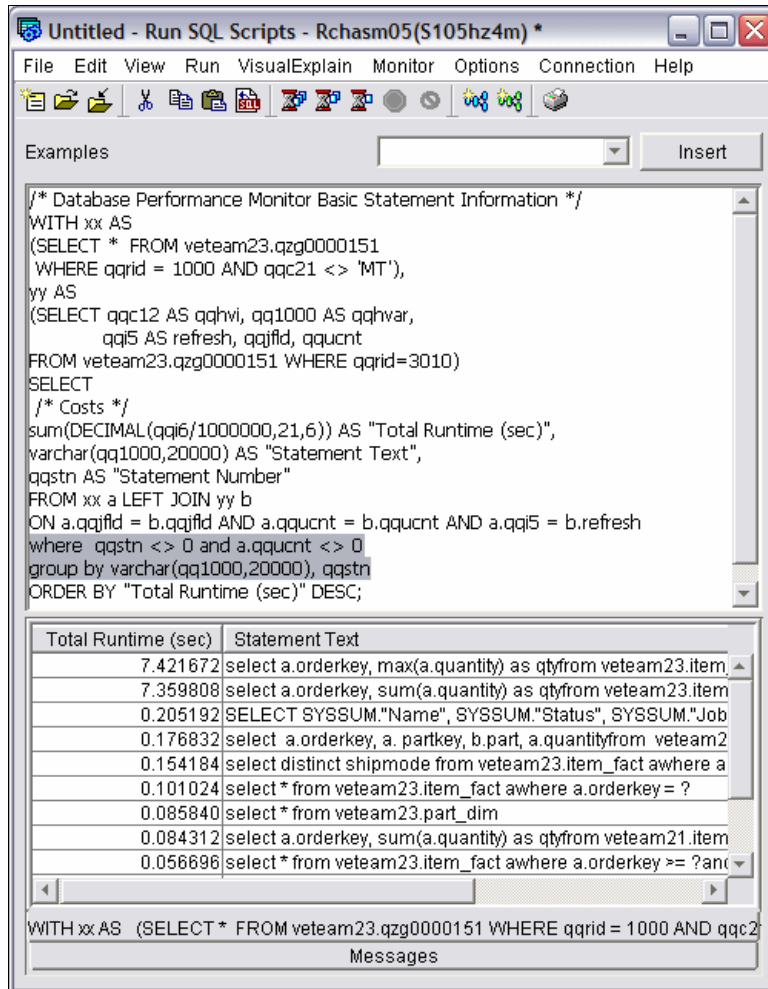 Untitled - Run SQL Scripts - Rchasm05(S105hz4m) *
File Edit View Run VisualExplain Monitor Options Connection Help
Examples
Insert
/* Database Performance Monitor Basic Statement Information */
WITH xx AS
(SELECT * FROM veteam23.qzg0000151
WHERE qqrid = 1000 AND qqc21 <> 'MT'),
yy AS
(SELECT qqc12 AS qqhvi, qq1000 AS qqhvar,
qqi5 AS refresh, qqjfld, qqucnt
FROM veteam23.qzg0000151 WHERE qqrid=3010)
SELECT
/* Costs */
sum(DECIMAL(qqi6/1000000,21,6)) AS "Total Runtime (sec)",
varchar(qq1000,20000) AS "Statement Text",
qqstn AS "Statement Number"
FROM xx a LEFT JOIN yy b
ON a.qqjfld = b.qqjfld AND a.qqucnt = b.qqucnt AND a.qqi5 = b.refresh
where qqstn <> 0 and a.qqucnt <> 0
group by varchar(qq1000,20000), qqstn
ORDER BY "Total Runtime (sec)" DESC;
Total Runtime (sec) Statement Text
7.421672 select a.orderkey, max(a.quantity) as qtyfrom veteam23.item_
7.359808 select a.orderkey, sum(a.quantity) as qtyfrom veteam23.item
0.205192 SELECT SYSSUM."Name", SYSSUM."Status", SYSSUM."Job
0.176832 select a.orderkey, a. partkey, b.part, a.quantityfrom veteam2
0.154184 select distinct shipmode from veteam23.item_fact awhere a
0.101024 select * from veteam23.item_fact awhere a.orderkey = ?
0.085840 select * from veteam23.part_dim
0.084312 select a.orderkey, sum(a.quantity) as qtyfrom veteam21.item
0.056696 select * from veteam23.item_fact awhere a.orderkey >= ?and
WITH xx AS (SELECT * FROM veteam23.qzg0000151 WHERE qqrid = 1000 AND qqc2
Messages